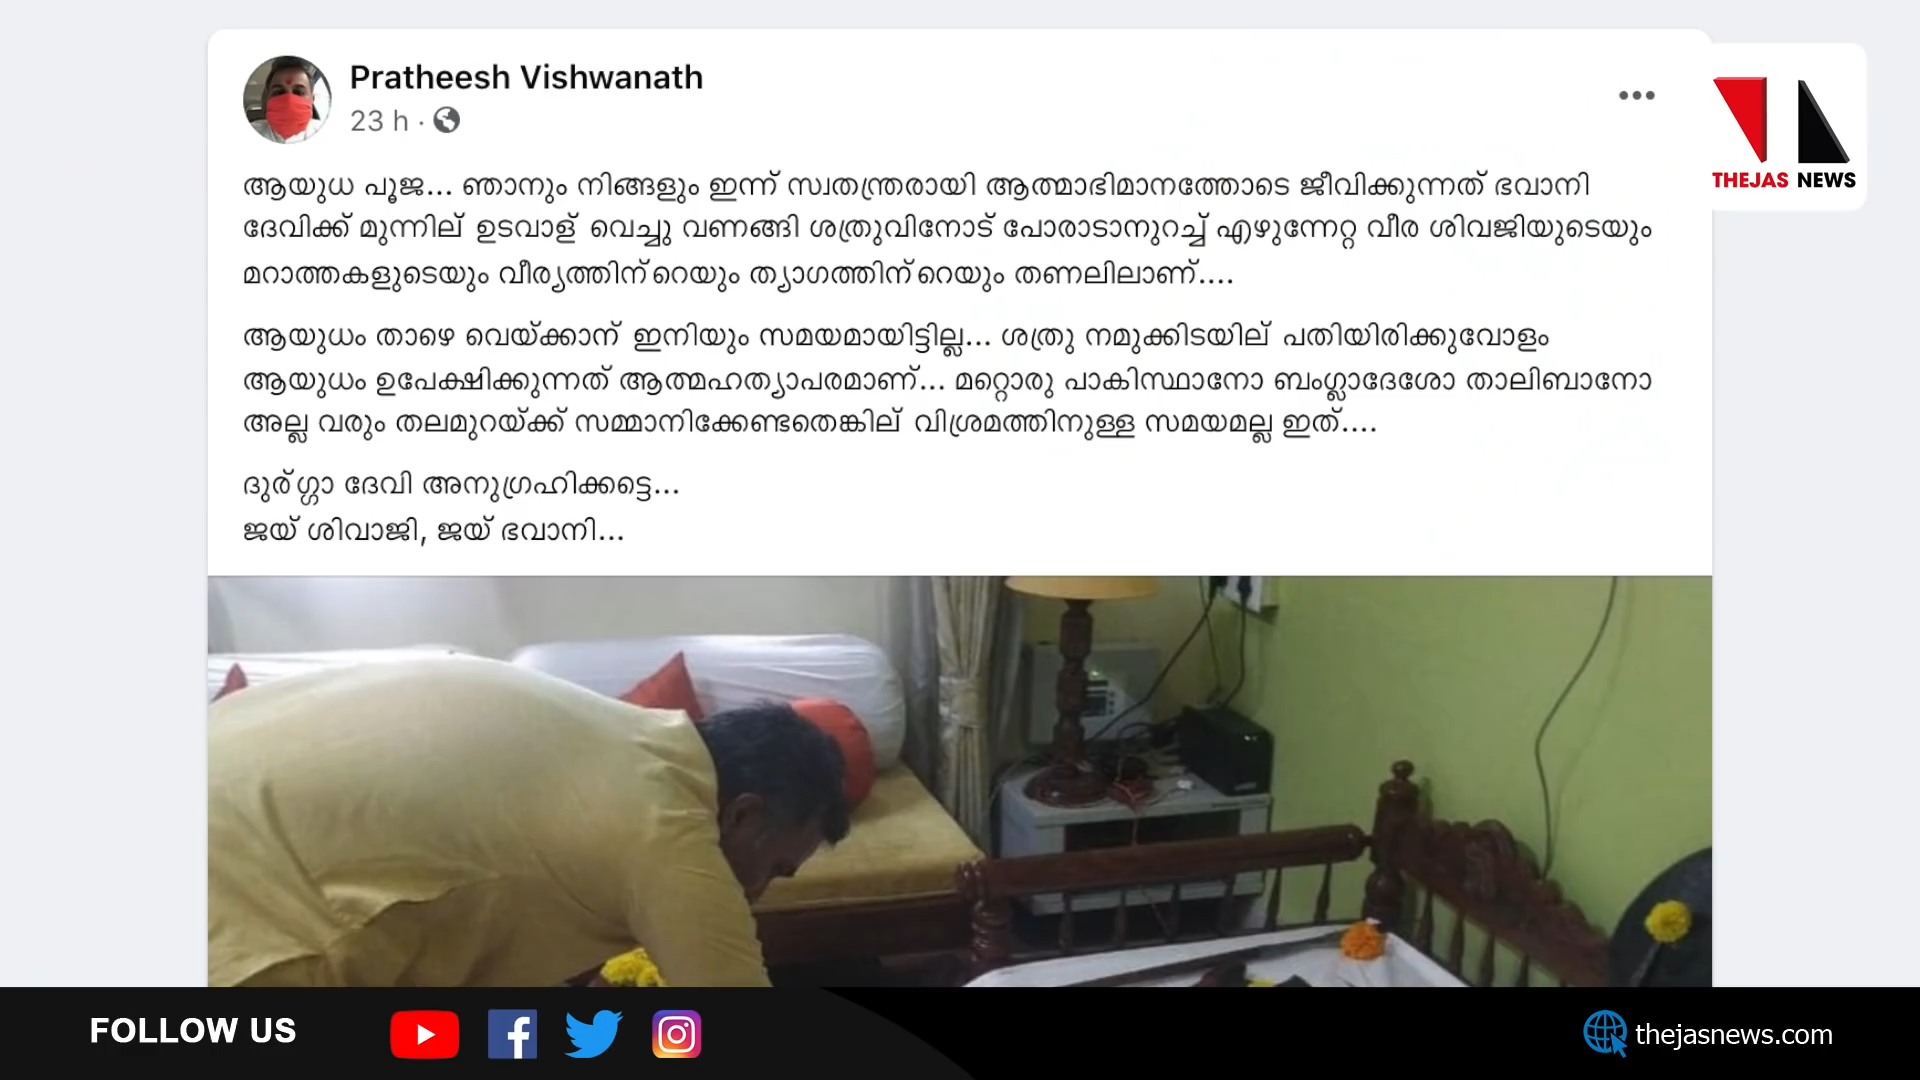 Pratheesh Vishwanath
23 h ·
THEJAS NEWS
ആയുധ പൂജ... ഞാനും നിങ്ങളും ഇന്ന് സ്വതന്ത്രരായി ആത്മാഭിമാനത്തോടെ ജീവിക്കുന്നത് ഭവാനി
ദേവിക്ക് മുന്നില് ഉടവാള് വെച്ചു വണങ്ങി ശത്രുവിനോട് പോരാടാനുറച്ച് എഴുന്നേറ്റ വീര ശിവജിയുടെയും
മറാത്തകളുടെയും വീര്യത്തിന്റെയും ത്യാഗത്തിന്റെയും തണലിലാണ്....
ആയുധം താഴെ വെയ്ക്കാന് ഇനിയും സമയമായിട്ടില്ല... ശത്രു നമുക്കിടയില് പതിയിരിക്കുവോളം
ആയുധം ഉപേക്ഷിക്കുന്നത് ആത്മഹത്യാപരമാണ്... മറ്റൊരു പാകിസ്ഥാനോ ബംഗ്ലാദേശോ താലിബാനോ
അല്ല വരും തലമുറയ്ക്ക് സമ്മാനിക്കേണ്ടതെങ്കില് വിശ്രമത്തിനുള്ള സമയമല്ല ഇത്....
ദുര്ഗ്ഗാ ദേവി അനുഗ്രഹിക്കട്ടെ...
ജയ് ശിവാജി, ജയ് ഭവാനി...
FOLLOW US
thejasnews.com